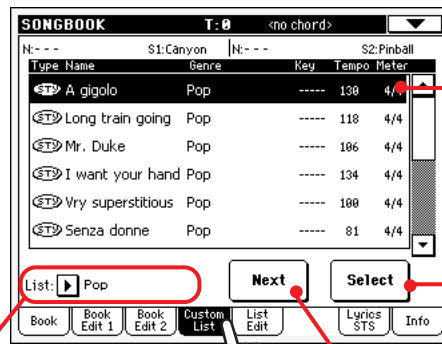 SONGBOOK T:0 <no chord>
N:--- S1:Canyon N:--- S2:Pinball
Type Name Genre Key Tempo Meter
STY A gigolo Pop ----- 130 4/4
STY Long train going Pop ----- 118 4/4
STY Mr. Duke Pop ----- 106 4/4
STY I want your hand Pop ----- 134 4/4
STY Vry superstitious Pop ----- 100 4/4
STY Senza donne Pop ----- 81 4/4
List: Pop Next Select
Book Book Edit 1 Book Edit 2 Custom List List Edit Lyrics STS Info